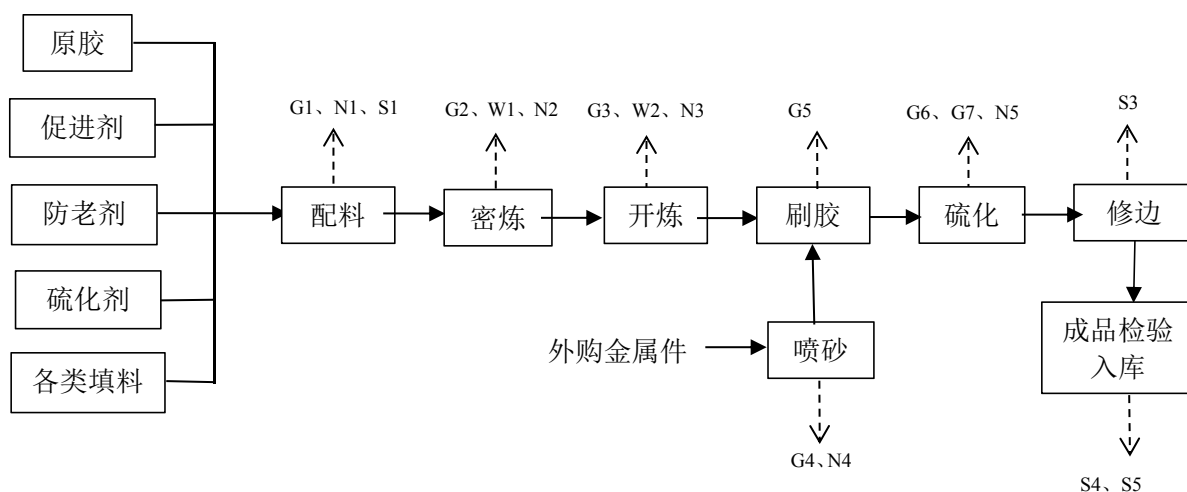 原胶
促进剂
防老剂
硫化剂
各类填料
G1、N1、S1
G2、W1、N2
G3、W2、N3
G5
G6、G7、N5
S3
配料
密炼
开炼
刷胶
硫化
修边
外购金属件
喷砂
成品检验
入库
G4、N4
S4、S5